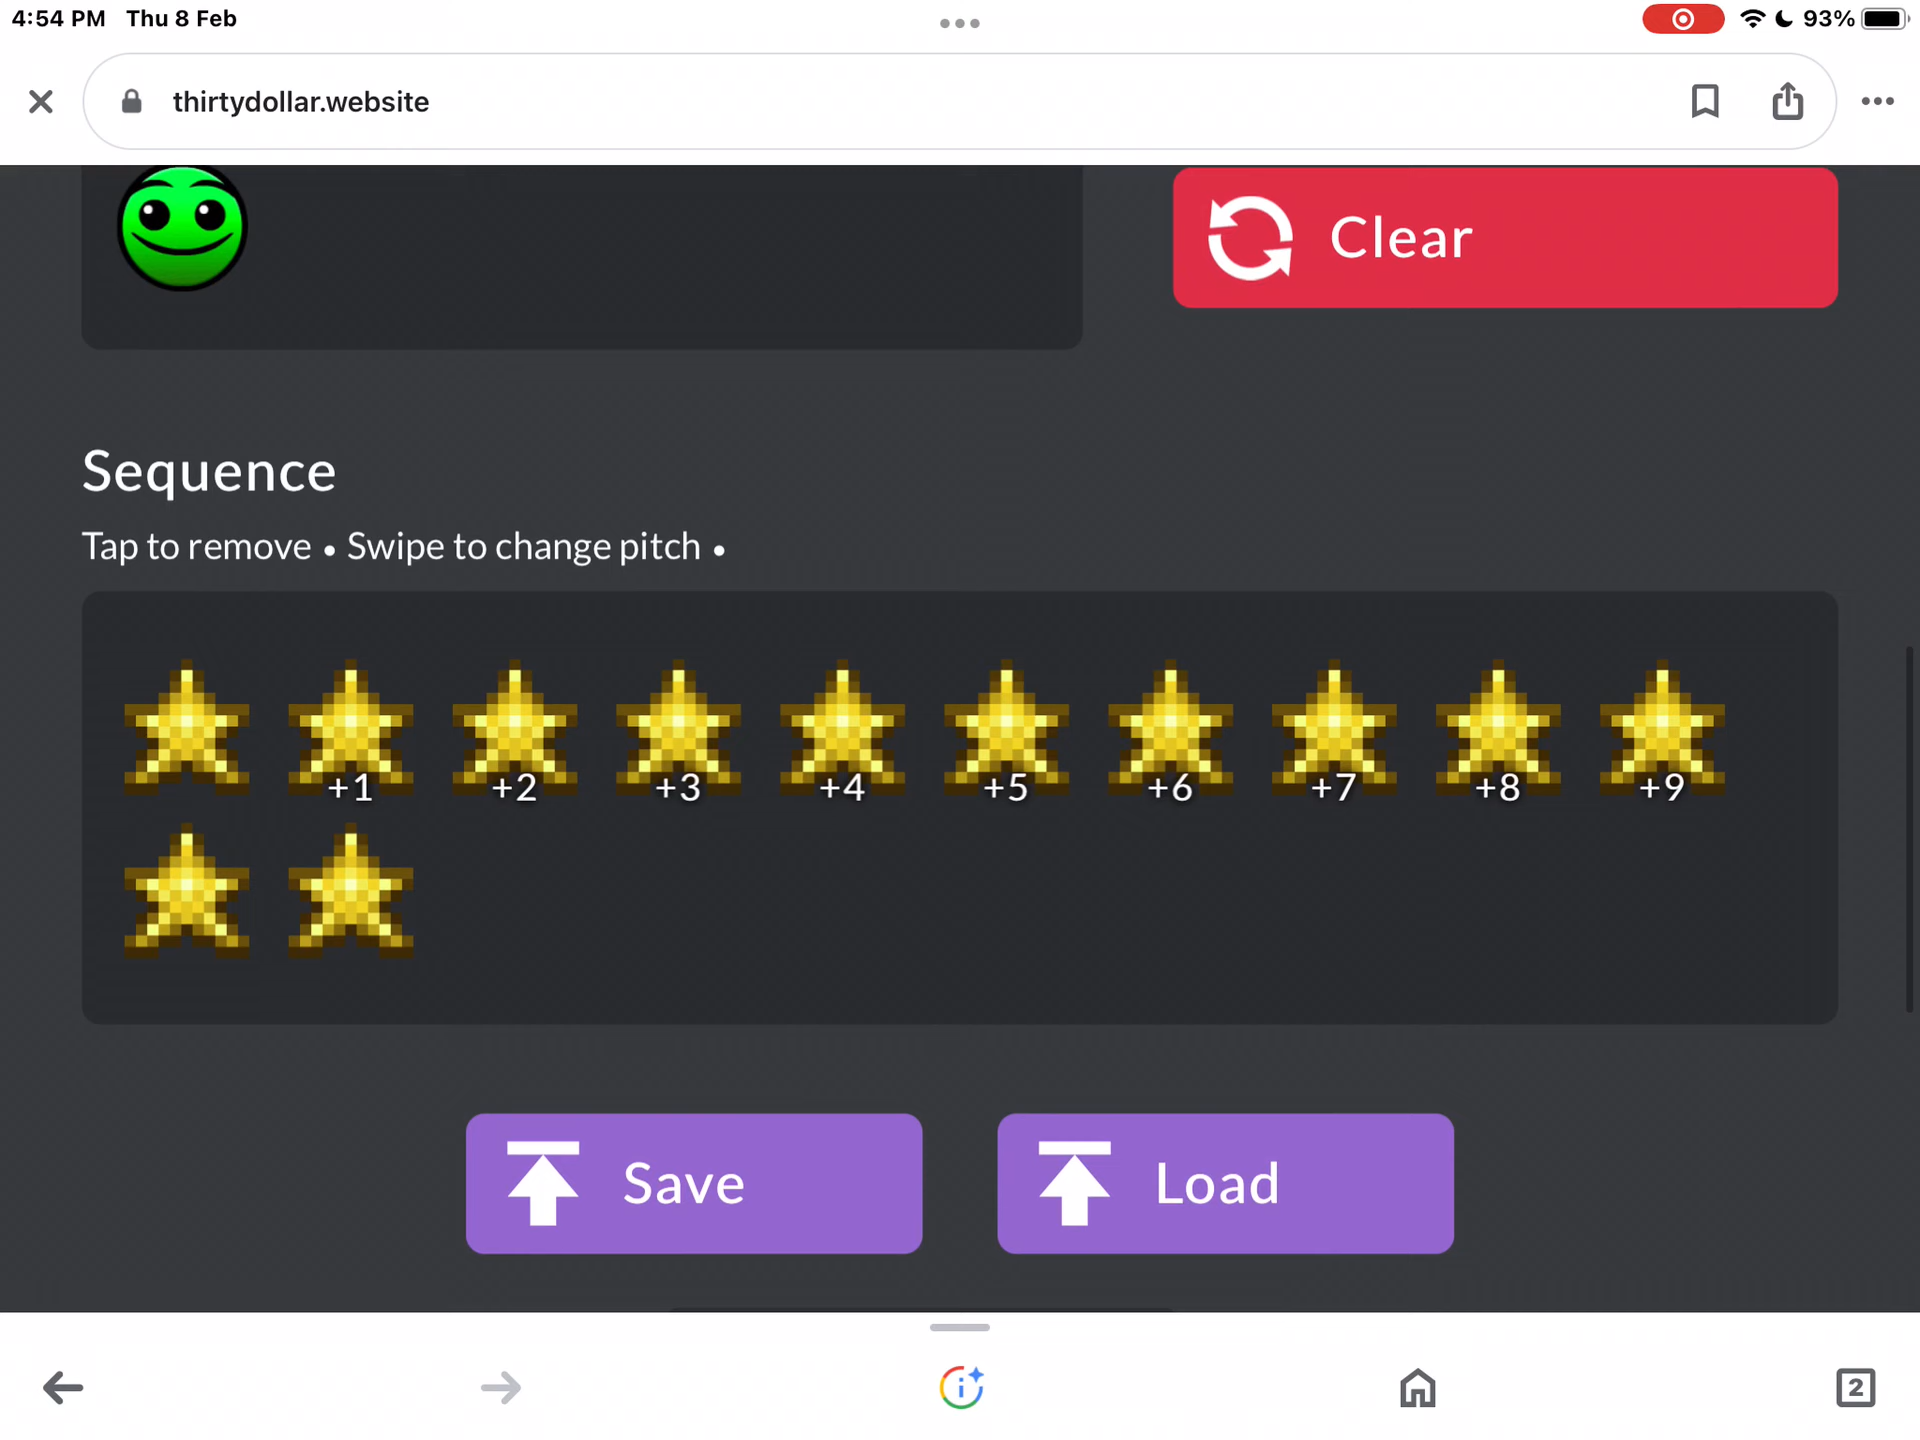 4:54 PM Thu 8 Feb 93%
thirtydollar.website
Clear
Sequence
Tap to remove • Swipe to change pitch •
+1 +2 +3 +4 +5 +6 +7 +8 +9
Save Load
2